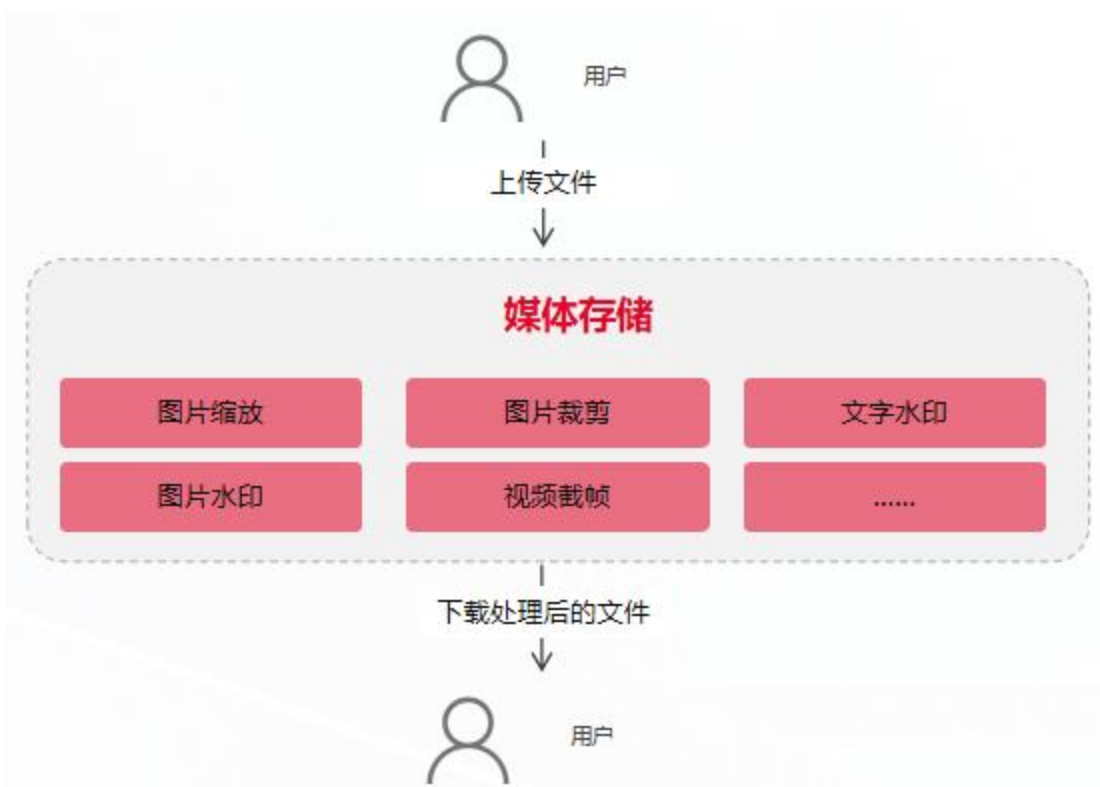 用户
上传文件
媒体存储
图片缩放 图片裁剪 文字水印
图片水印 视频截帧 ......
下载处理后的文件
用户